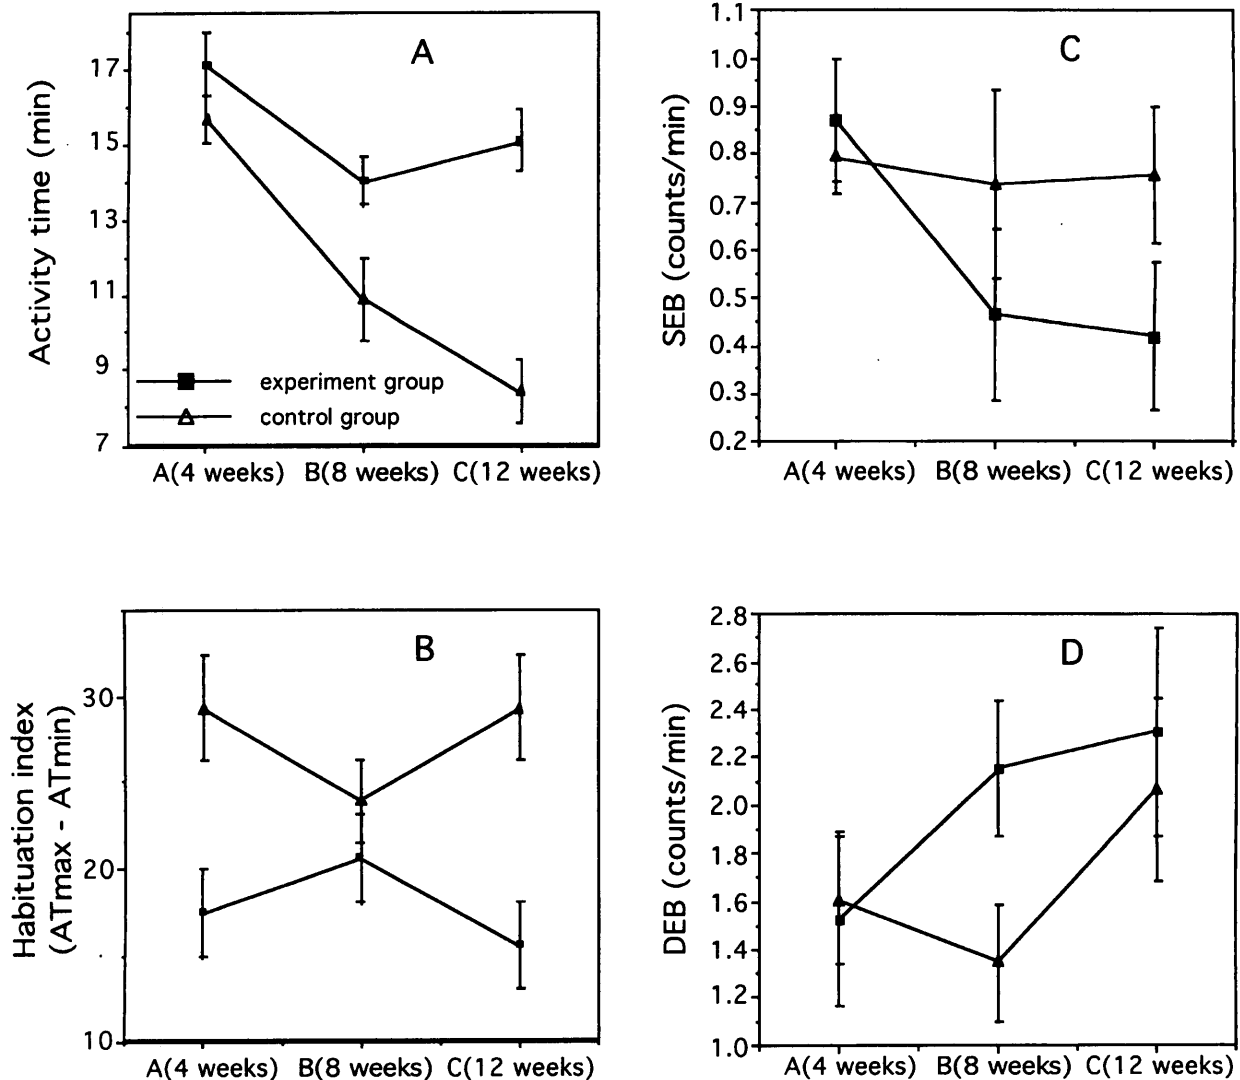 A
Activity time (min)
17
15
13
11
9
7
experiment group
control group
A(4 weeks) B(8 weeks) C(12 weeks)
C
SEB (counts/min)
1.1
1.0
0.9
0.8
0.7
0.6
0.5
0.4
0.3
0.2
A(4 weeks) B(8 weeks) C(12 weeks)
B
Habituation index
(ATmax - ATmin)
30
20
10
A(4 weeks) B(8 weeks) C(12 weeks)
D
DEB (counts/min)
2.8
2.6
2.4
2.2
2.0
1.8
1.6
1.4
1.2
1.0
A(4 weeks) B(8 weeks) C(12 weeks)